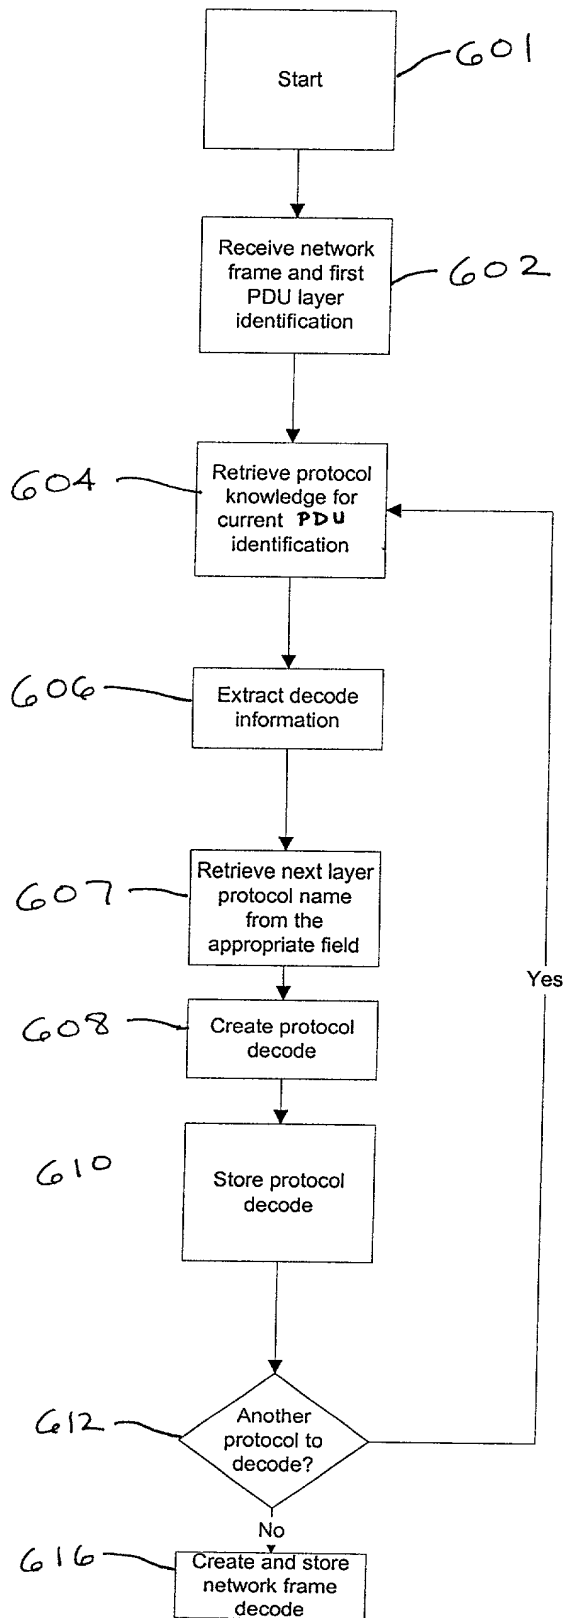 Start
601
Receive network
frame and first
PDU layer
identification
602
604
Retrieve protocol
knowledge for
current PDU
identification
606
Extract decode
information
607
Retrieve next layer
protocol name
from the
appropriate field
Yes
608
Create protocol
decode
610
Store protocol
decode
612
Another
protocol to
decode?
No
616
Create and store
network frame
decode